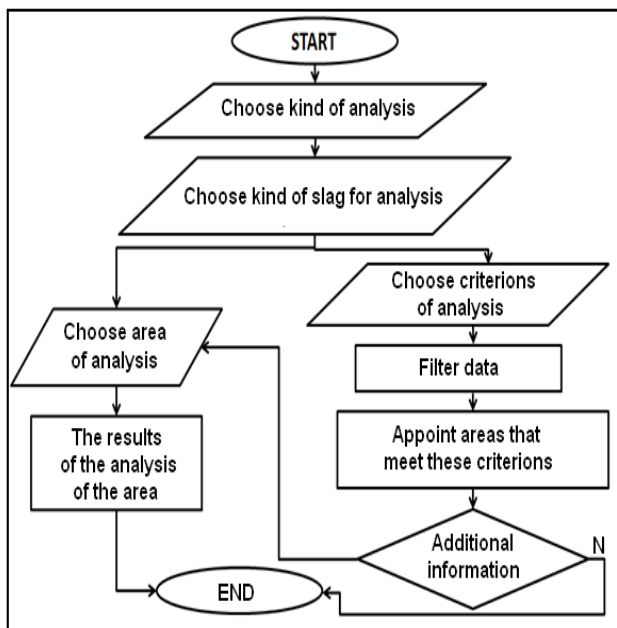 START
Choose kind of analysis
Choose kind of slag for analysis
Choose area
of analysis
The results
of the analysis
of the area
Choose criterions
of analysis
Filter data
Appoint areas that
meet these criterions
Additional
information
N
END